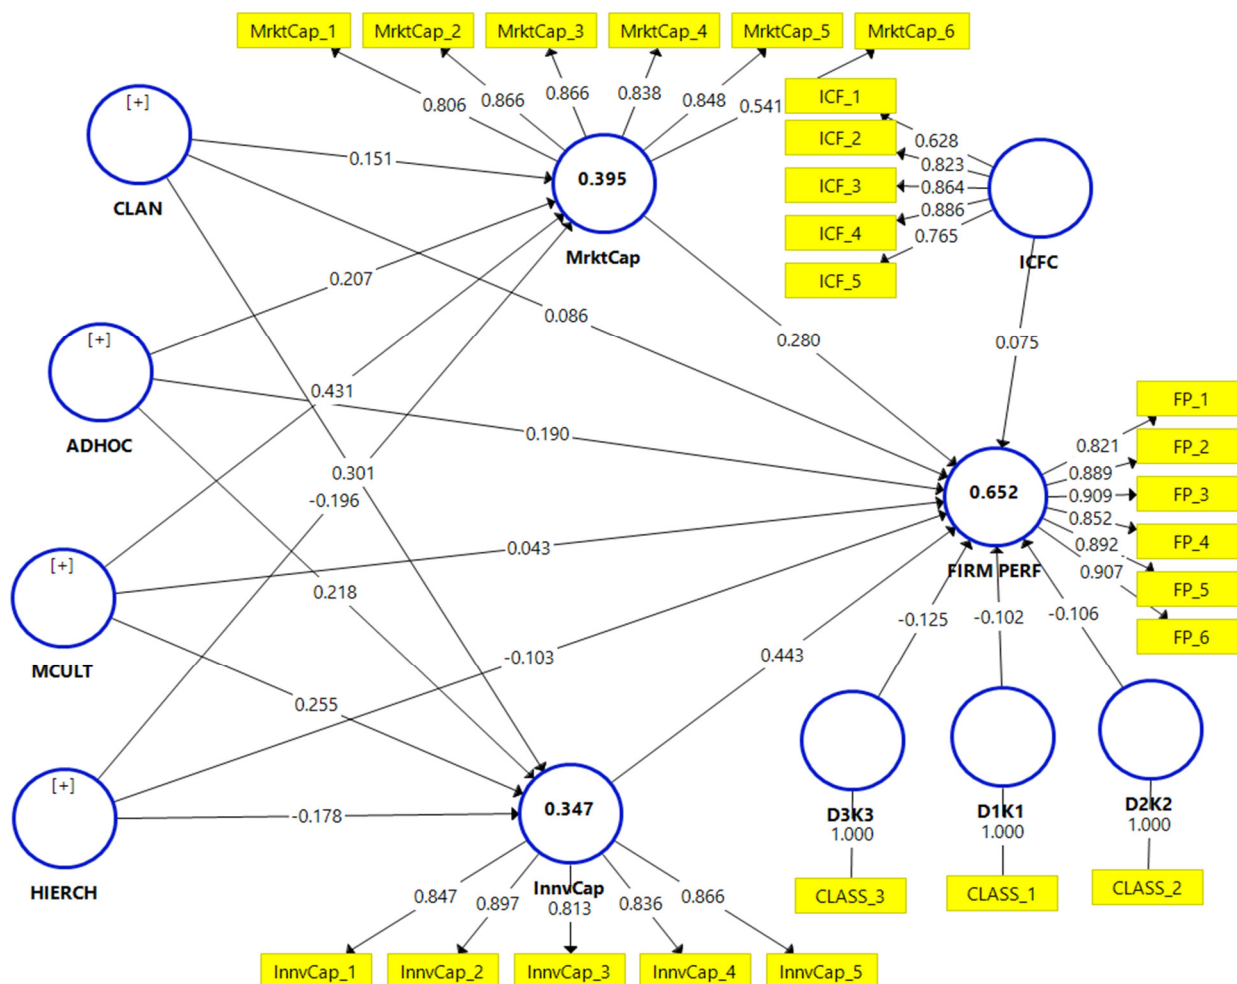 MrktCap_1
MrktCap_2
MrktCap_3
MrktCap_4
MrktCap_5
MrktCap_6
0.806
0.866
0.866
0.838
0.848
0.541
[+]
CLAN
0.151
0.395
MrktCap
ICF_1
ICF_2
ICF_3
ICF_4
ICF_5
0.628
0.823
0.864
0.886
0.765
ICFC
[+]
ADHOC
0.207
0.086
0.280
0.075
0.431
0.190
0.301
-0.196
0.652
FIRM PERF
0.821
0.889
0.909
0.852
0.892
0.907
FP_1
FP_2
FP_3
FP_4
FP_5
FP_6
[+]
MCULT
0.043
0.218
-0.103
0.443
-0.125
-0.102
-0.106
0.255
[+]
HIERCH
-0.178
0.347
InnvCap
D3K3
1.000
CLASS_3
D1K1
1.000
CLASS_1
D2K2
1.000
CLASS_2
0.847
0.897
0.813
0.836
0.866
InnvCap_1
InnvCap_2
InnvCap_3
InnvCap_4
InnvCap_5